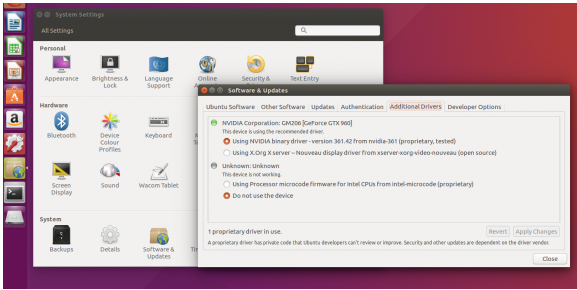 System Settings
All Settings
Personal
Appearance
Brightness & Lock
Language Support
Online
Security &
Text Entry
Hardware
Bluetooth
Device Color Profiles
Keyboard
Screen Display
Sound
Wacom Tablet
System
Backups
Details
Software & Updates
Software & Updates
Ubuntu Software Other Software Updates Authentication Additional Drivers Developer Options
NVIDIA Corporation: GM206 [GeForce GTX 960]
This device is using the recommended driver.
Using NVIDIA binary driver - version 361.42 from nvidia-361 (proprietary, tested)
Using X.Org X server -- Nouveau display driver from xserver-xorg-video-nouveau (open source)
Unknown: Unknown
This device is not working.
Using Processor microcode firmware for Intel CPUs from intel-microcode (proprietary)
Do not use the device
1 proprietary driver in use.
Revert Apply Changes
A proprietary driver has private code that Ubuntu developers can't review or improve. Security and other updates are dependent on the driver vendor.
Close